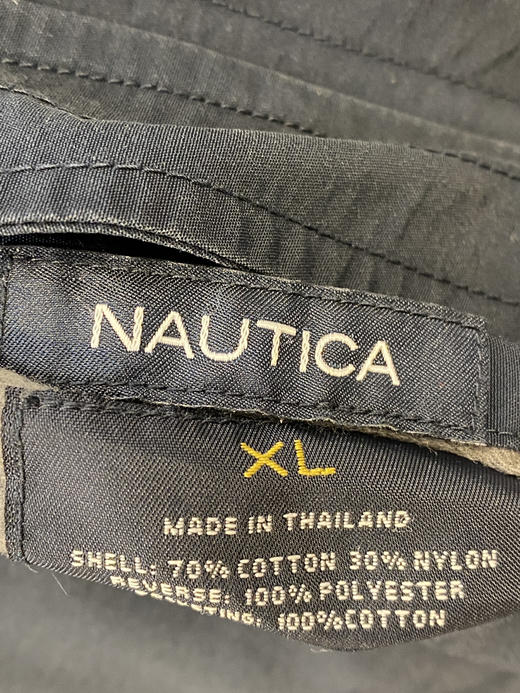 NAUTICA
XL
MADE IN THAILAND
SHELL: 70% COTTON 30% NYLON
REVERSE: 100% POLYESTER
100% COTTON